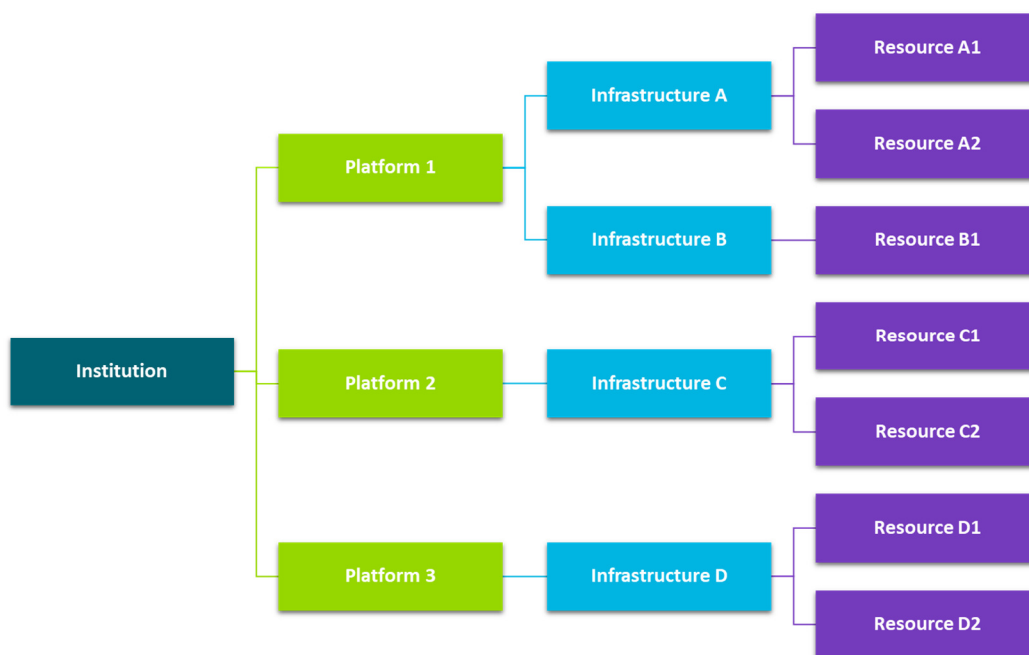 Institution
Platform 1
Infrastructure A
Resource A1
Resource A2
Infrastructure B
Resource B1
Platform 2
Infrastructure C
Resource C1
Resource C2
Platform 3
Infrastructure D
Resource D1
Resource D2